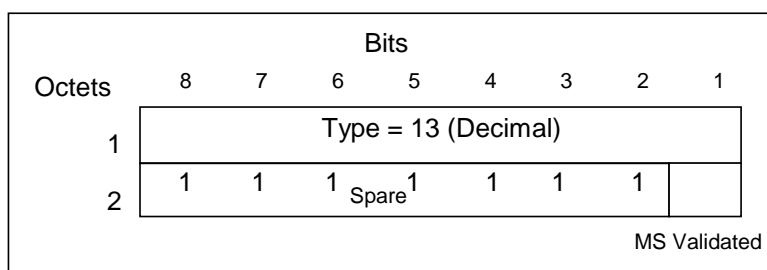 Bits
Octets 8 7 6 5 4 3 2 1
1 Type = 13 (Decimal)
2 1 1 1 1 1 1 1
Spare
MS Validated